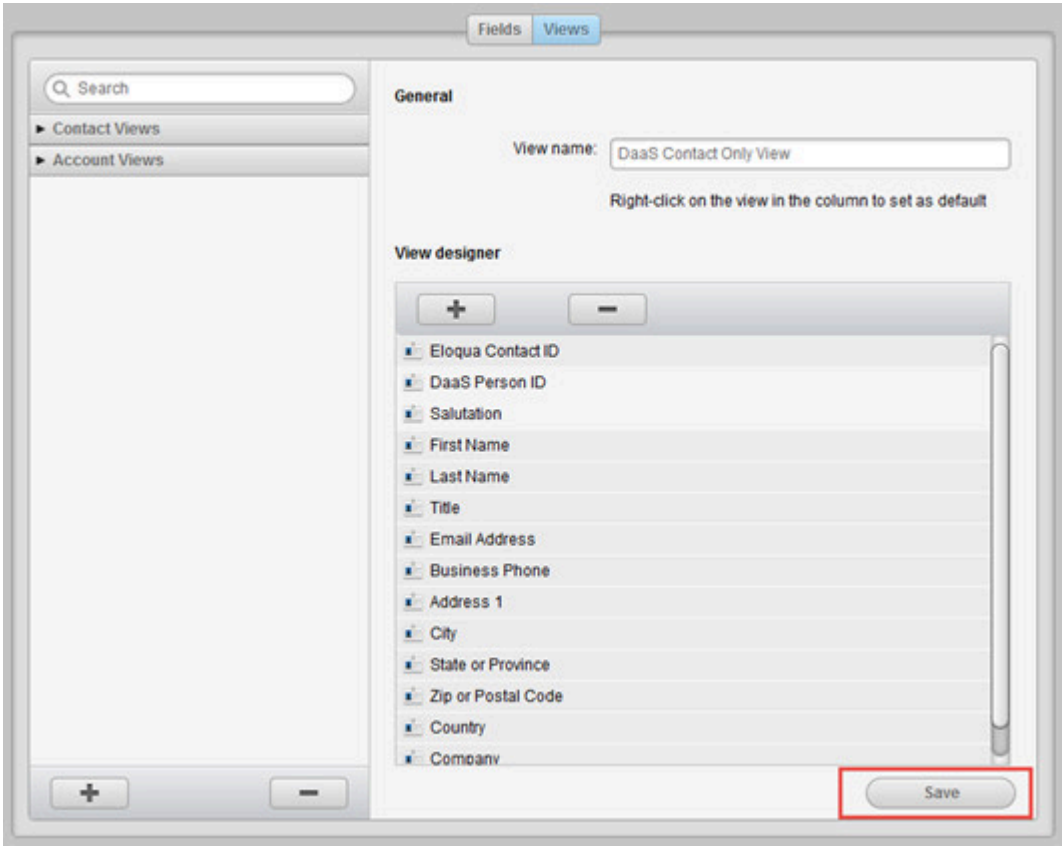 Fields Views
Search
Contact Views
Account Views
General
View name: DaaS Contact Only View
Right-click on the view in the column to set as default
View designer
Eloqua Contact ID
DaaS Person ID
Salutation
First Name
Last Name
Title
Email Address
Business Phone
Address 1
City
State or Province
Zip or Postal Code
Country
Company
Save